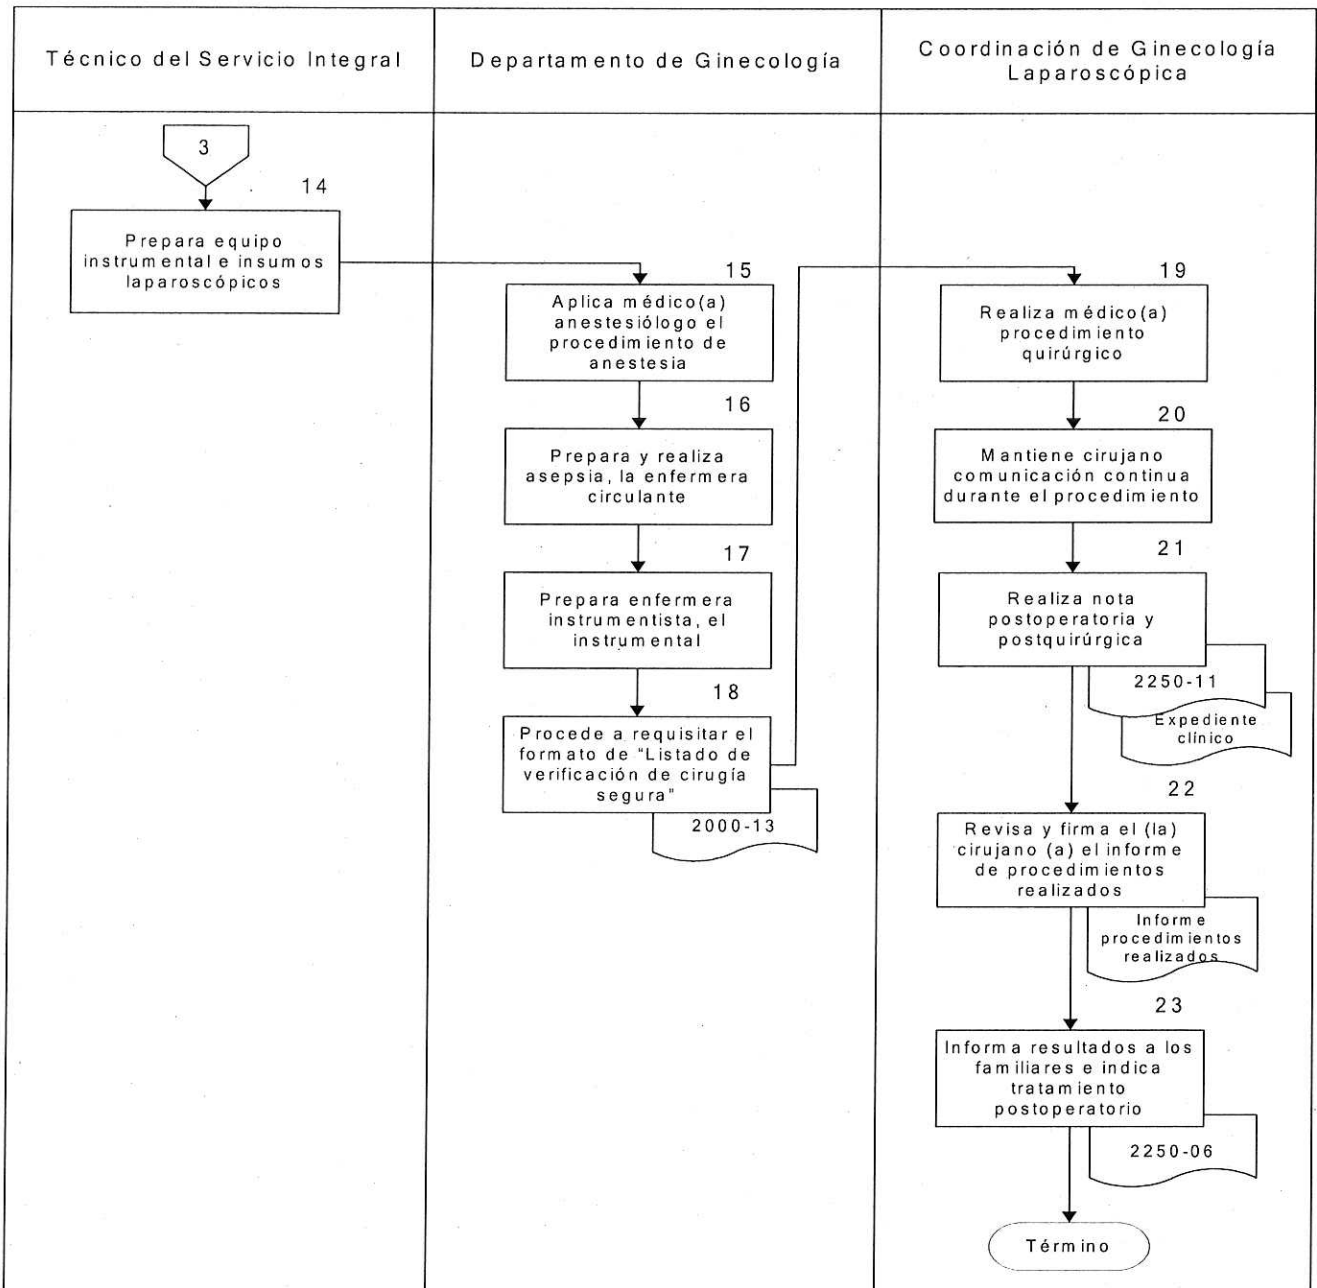 Técnico del Servicio Integral
Departamento de Ginecología
Coordinación de Ginecología
Laparoscópica
3
14
Prepara equipo
instrumental e insumos
laparoscópicos
15
Aplica médico(a)
anestesiólogo el
procedimiento de
anestesia
16
Prepara y realiza
asepsia, la enfermera
circulante
17
Prepara enfermera
instrumentista, el
instrumental
18
Procede a requisitar el
formato de "Listado de
verificación de cirugía
segura"
2000-13
19
Realiza médico(a)
procedimiento
quirúrgico
20
Mantiene cirujano
comunicación continua
durante el procedimiento
21
Realiza nota
postoperatoria y
postquirúrgica
2250-11
Expediente
clínico
22
Revisa y firma el (la)
cirujano (a) el informe
de procedimientos
realizados
Informe
procedimientos
realizados
23
Informa resultados a los
familiares e indica
tratamiento
postoperatorio
2250-06
Término